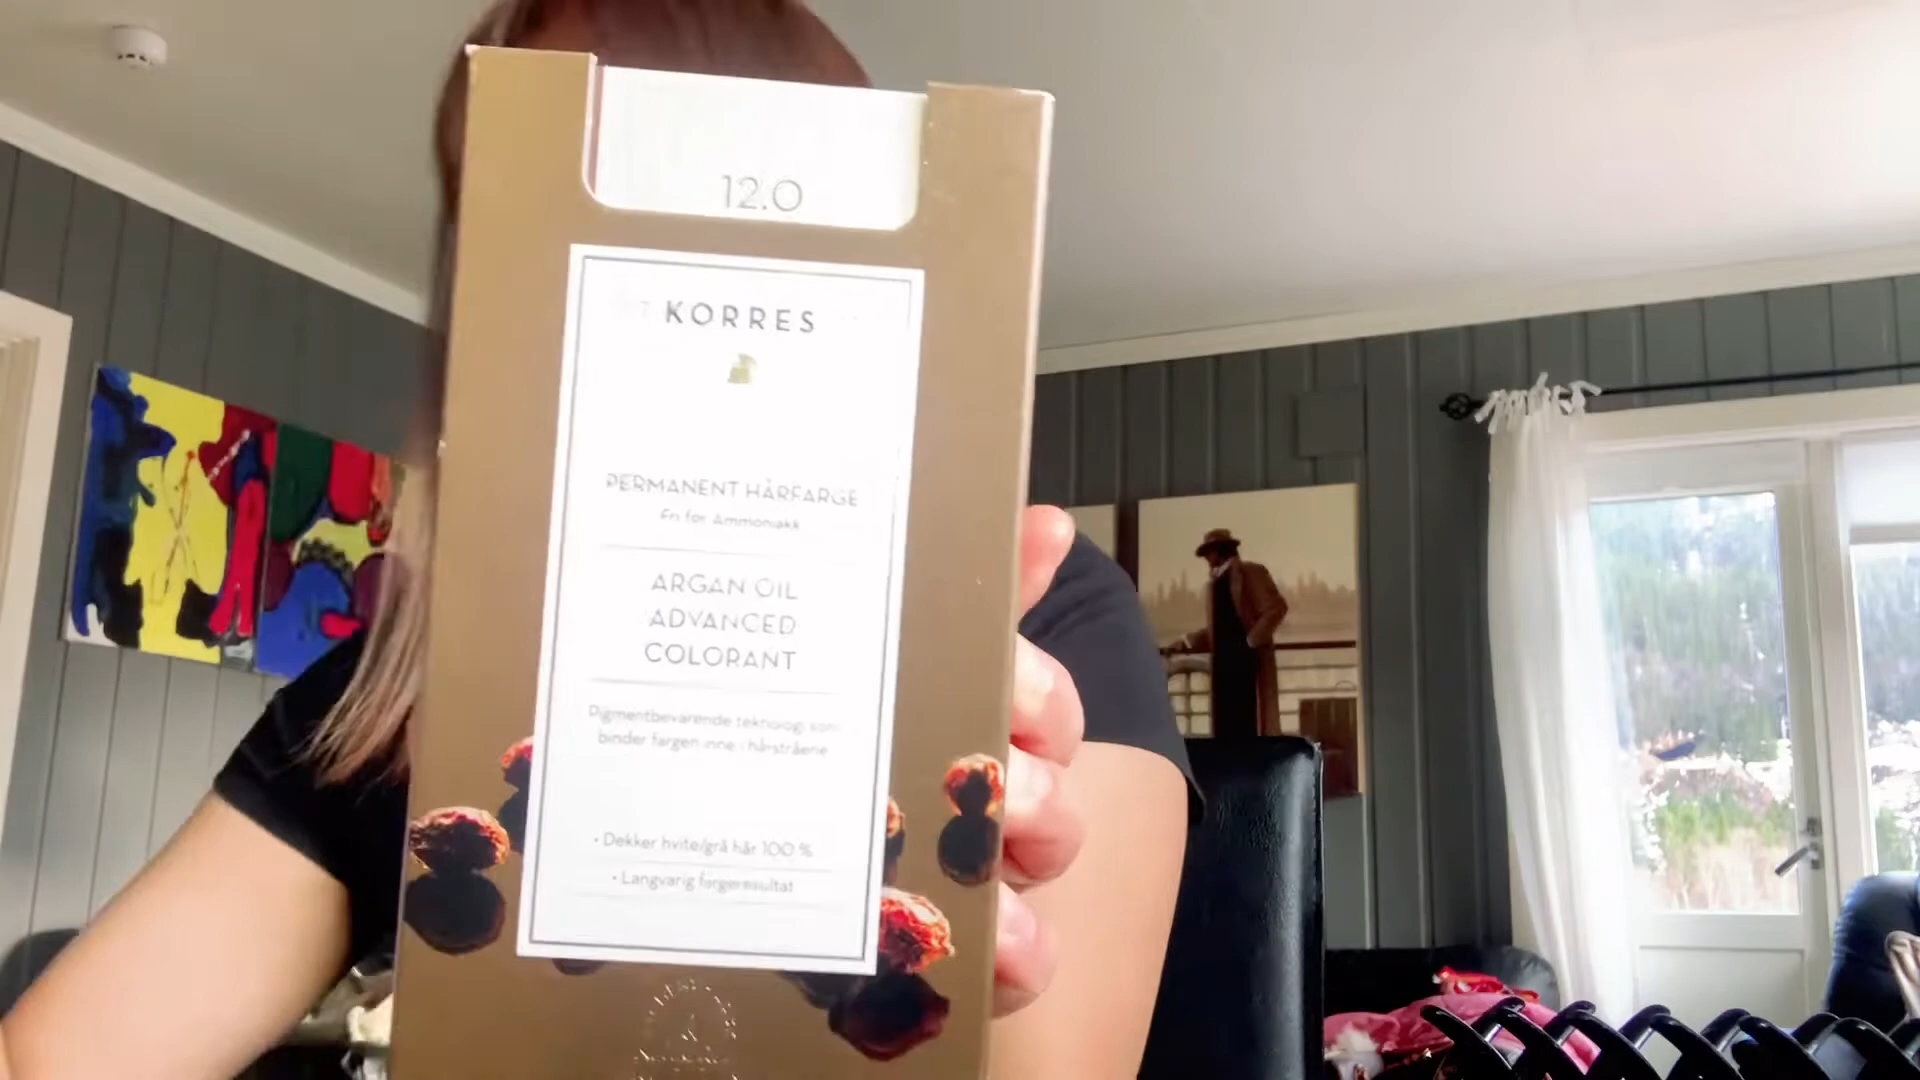 12.0
KORRES
PERMANENT HÅRFARGE
Fri for Ammoniakk
ARGAN OIL
ADVANCED
COLORANT
Pigmentbevarende teknologi som
binder fargen inne i hårstråene
• Dekker hvite/grå hår 100 %
• Langvarig fargeresultat